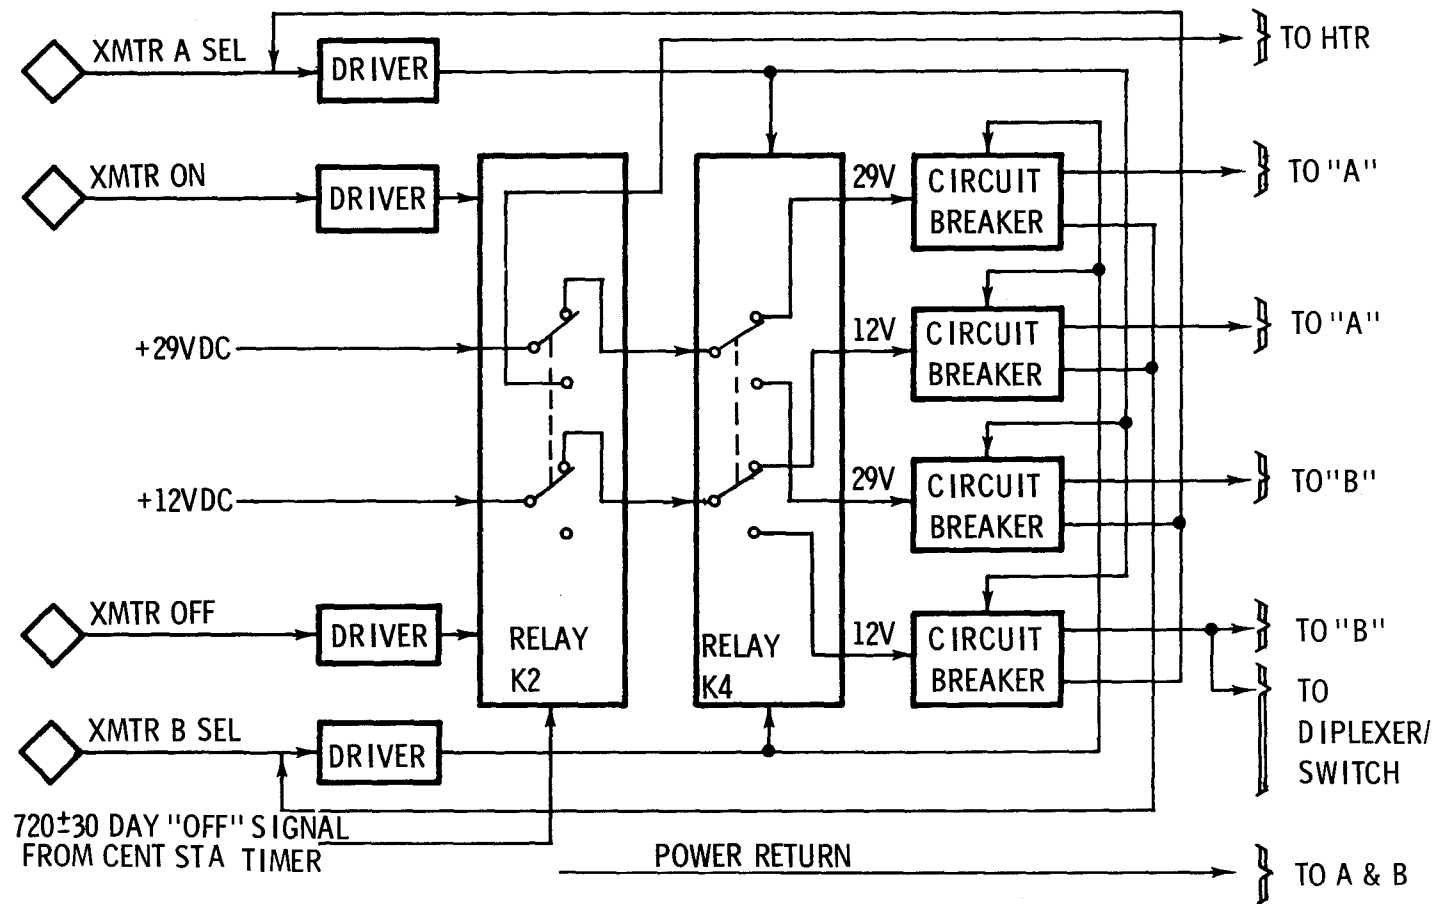 XMTR A SEL
DRIVER
TO HTR
XMTR ON
DRIVER
29V
CIRCUIT
BREAKER
TO "A"
+29VDC
12V
CIRCUIT
BREAKER
TO "A"
+12VDC
29V
CIRCUIT
BREAKER
TO "B"
XMTR OFF
DRIVER
RELAY
K2
RELAY
K4
12V
CIRCUIT
BREAKER
TO "B"
TO
DIPLEXER/
SWITCH
XMTR B SEL
DRIVER
720±30 DAY "OFF" SIGNAL
FROM CENT STA TIMER
POWER RETURN
TO A & B